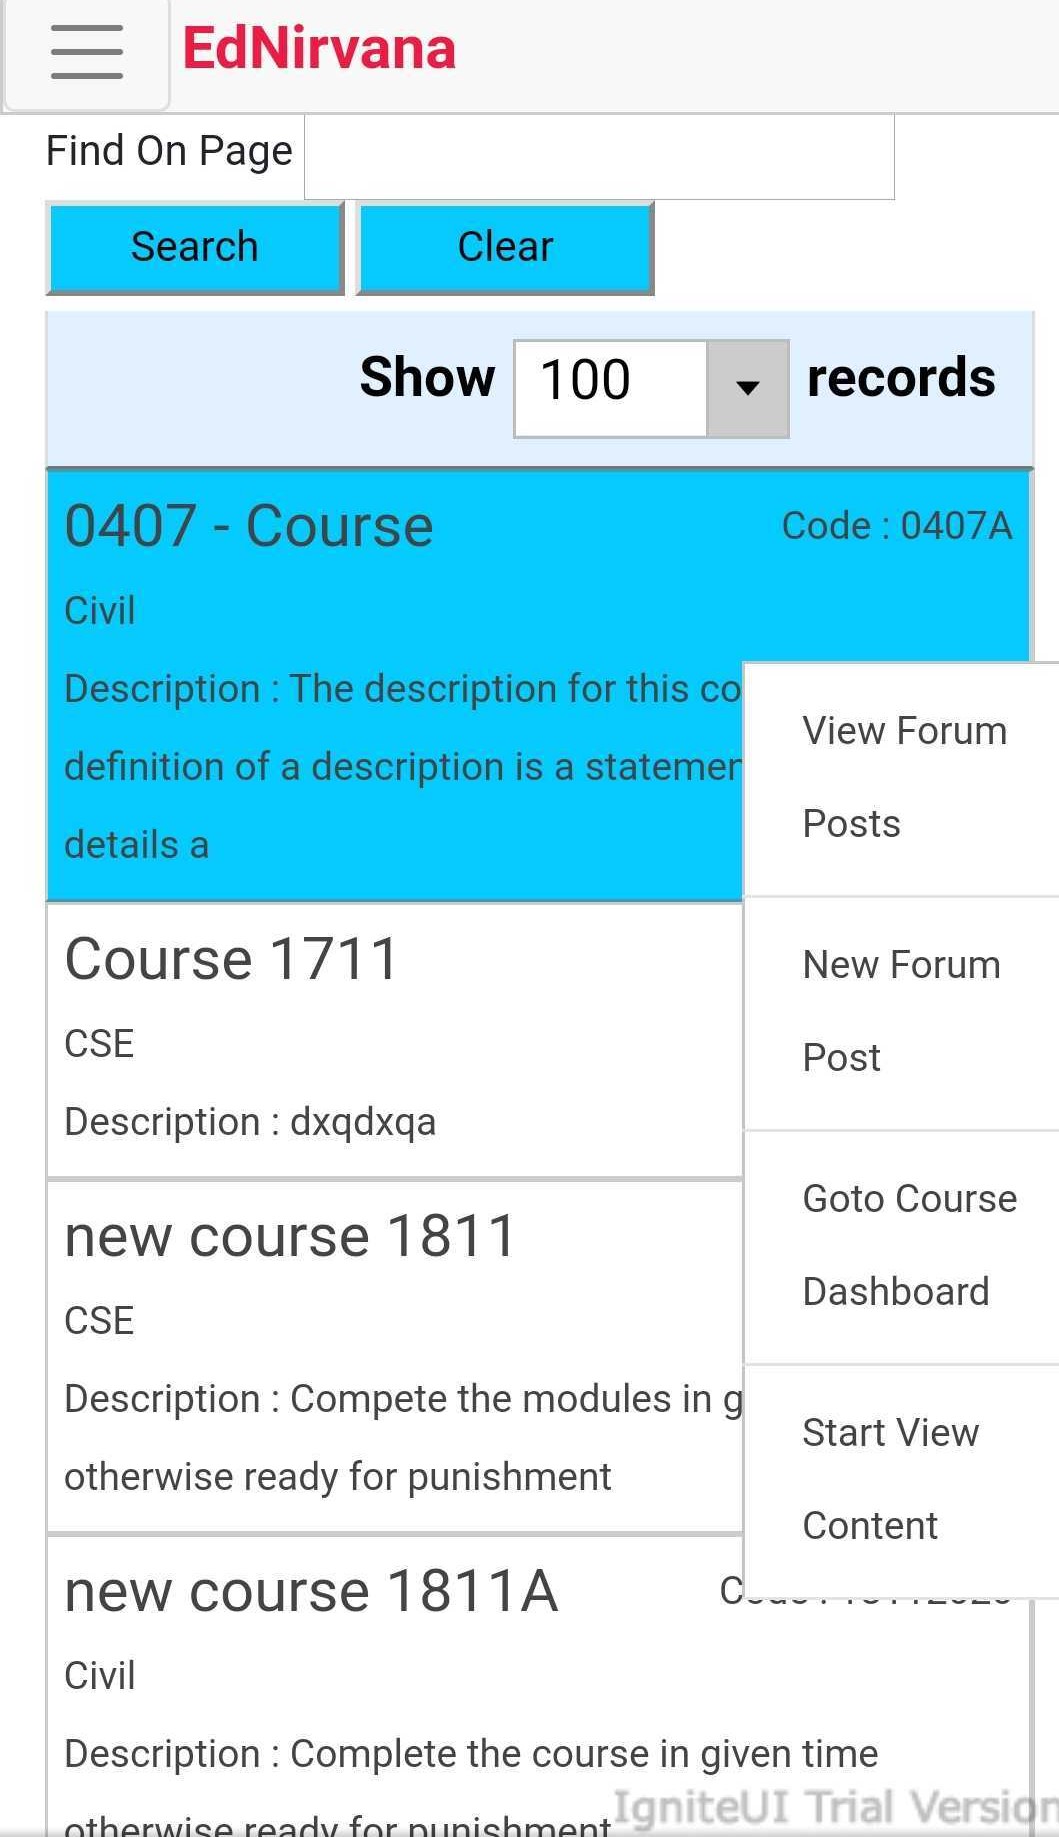 EdNirvana
Find On Page
Search Clear
Show 100 records
0407 - Course Code : 0407A
Civil
Description : The description for this co
definition of a description is a statemen
details a
View Forum
Posts
New Forum
Post
Goto Course
Dashboard
Start View
Content
Course 1711
CSE
Description : dxqdxqa
new course 1811
CSE
Description : Compete the modules in g
otherwise ready for punishment
new course 1811A
Civil
Description : Complete the course in given time
otherwise ready for punishment
IgniteUI Trial Version